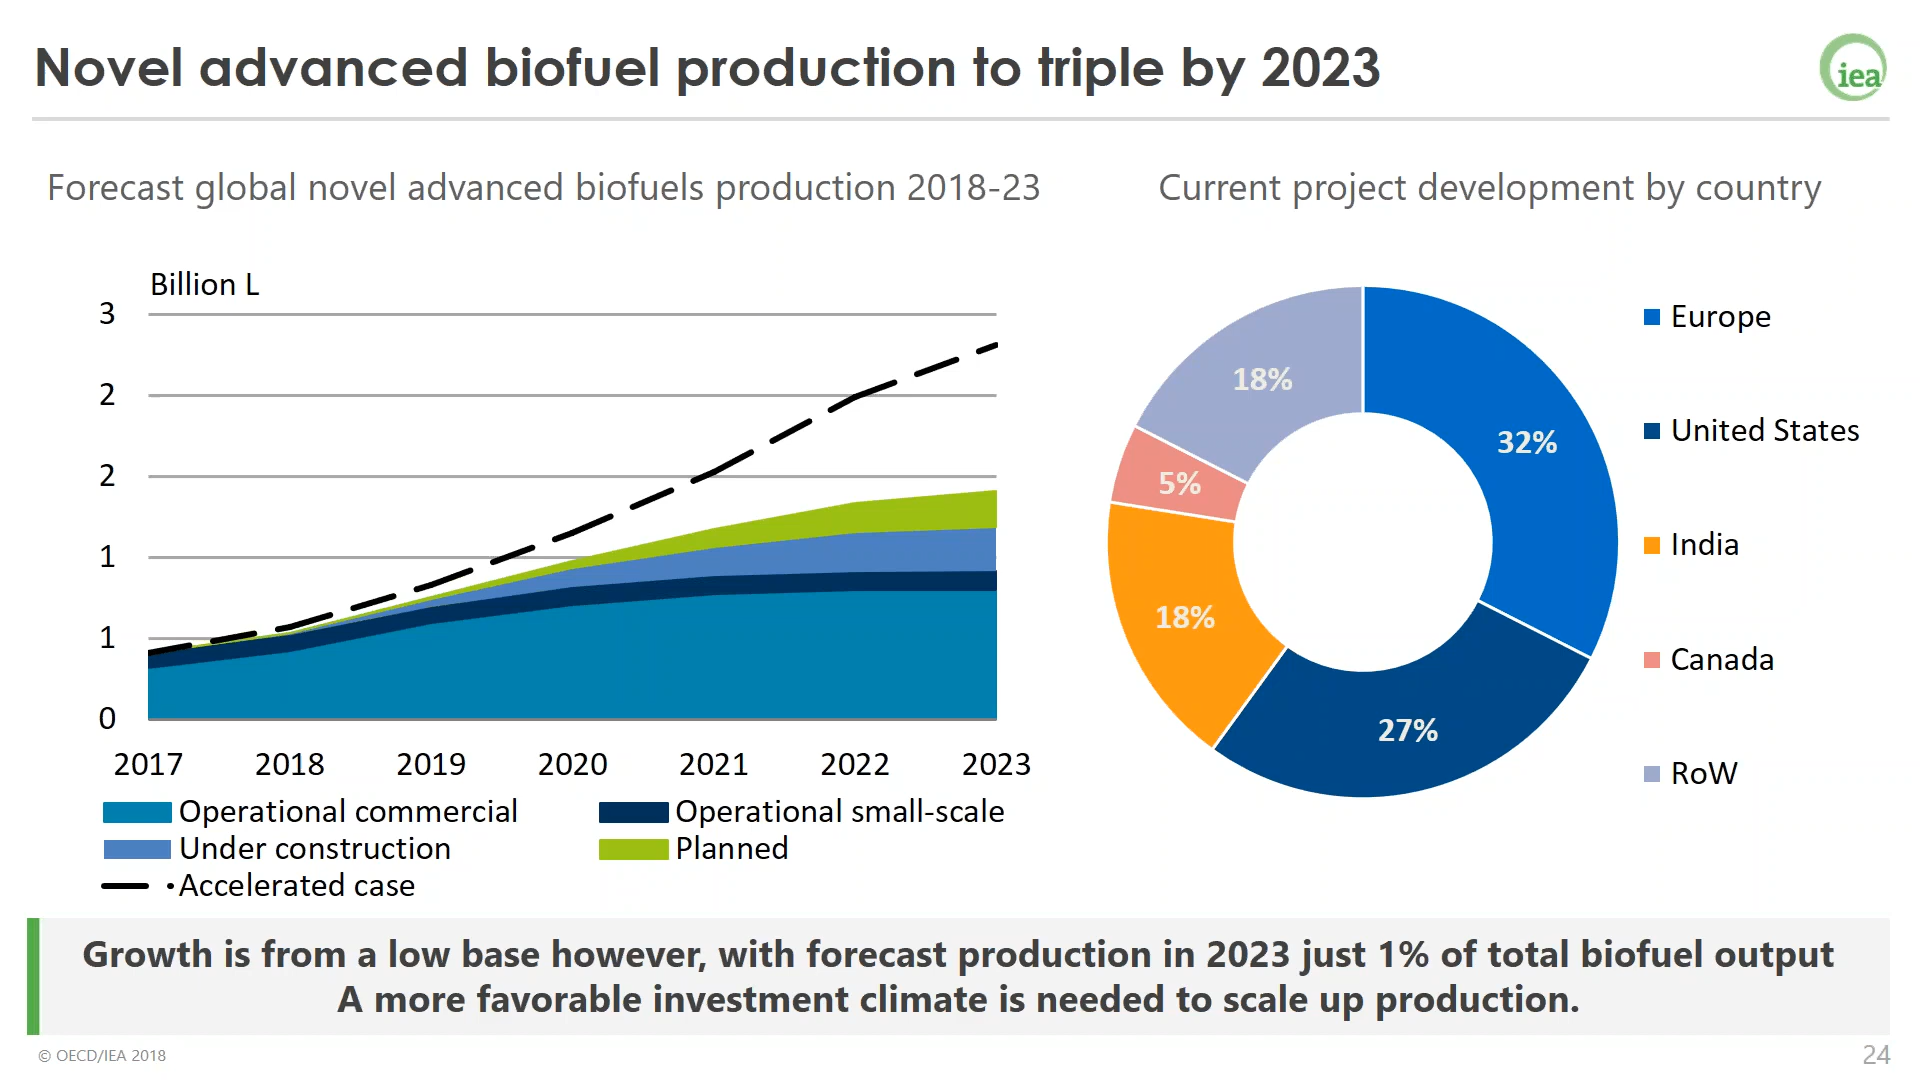 Novel advanced biofuel production to triple by 2023
iea
Forecast global novel advanced biofuels production 2018-23
Billion L
3
2
2
1
1
0
2017 2018 2019 2020 2021 2022 2023
Operational commercial
Operational small-scale
Under construction
Planned
Accelerated case
Current project development by country
32%
27%
18%
5%
18%
Europe
United States
India
Canada
RoW
Growth is from a low base however, with forecast production in 2023 just 1% of total biofuel output
A more favorable investment climate is needed to scale up production.
© OECD/IEA 2018
24